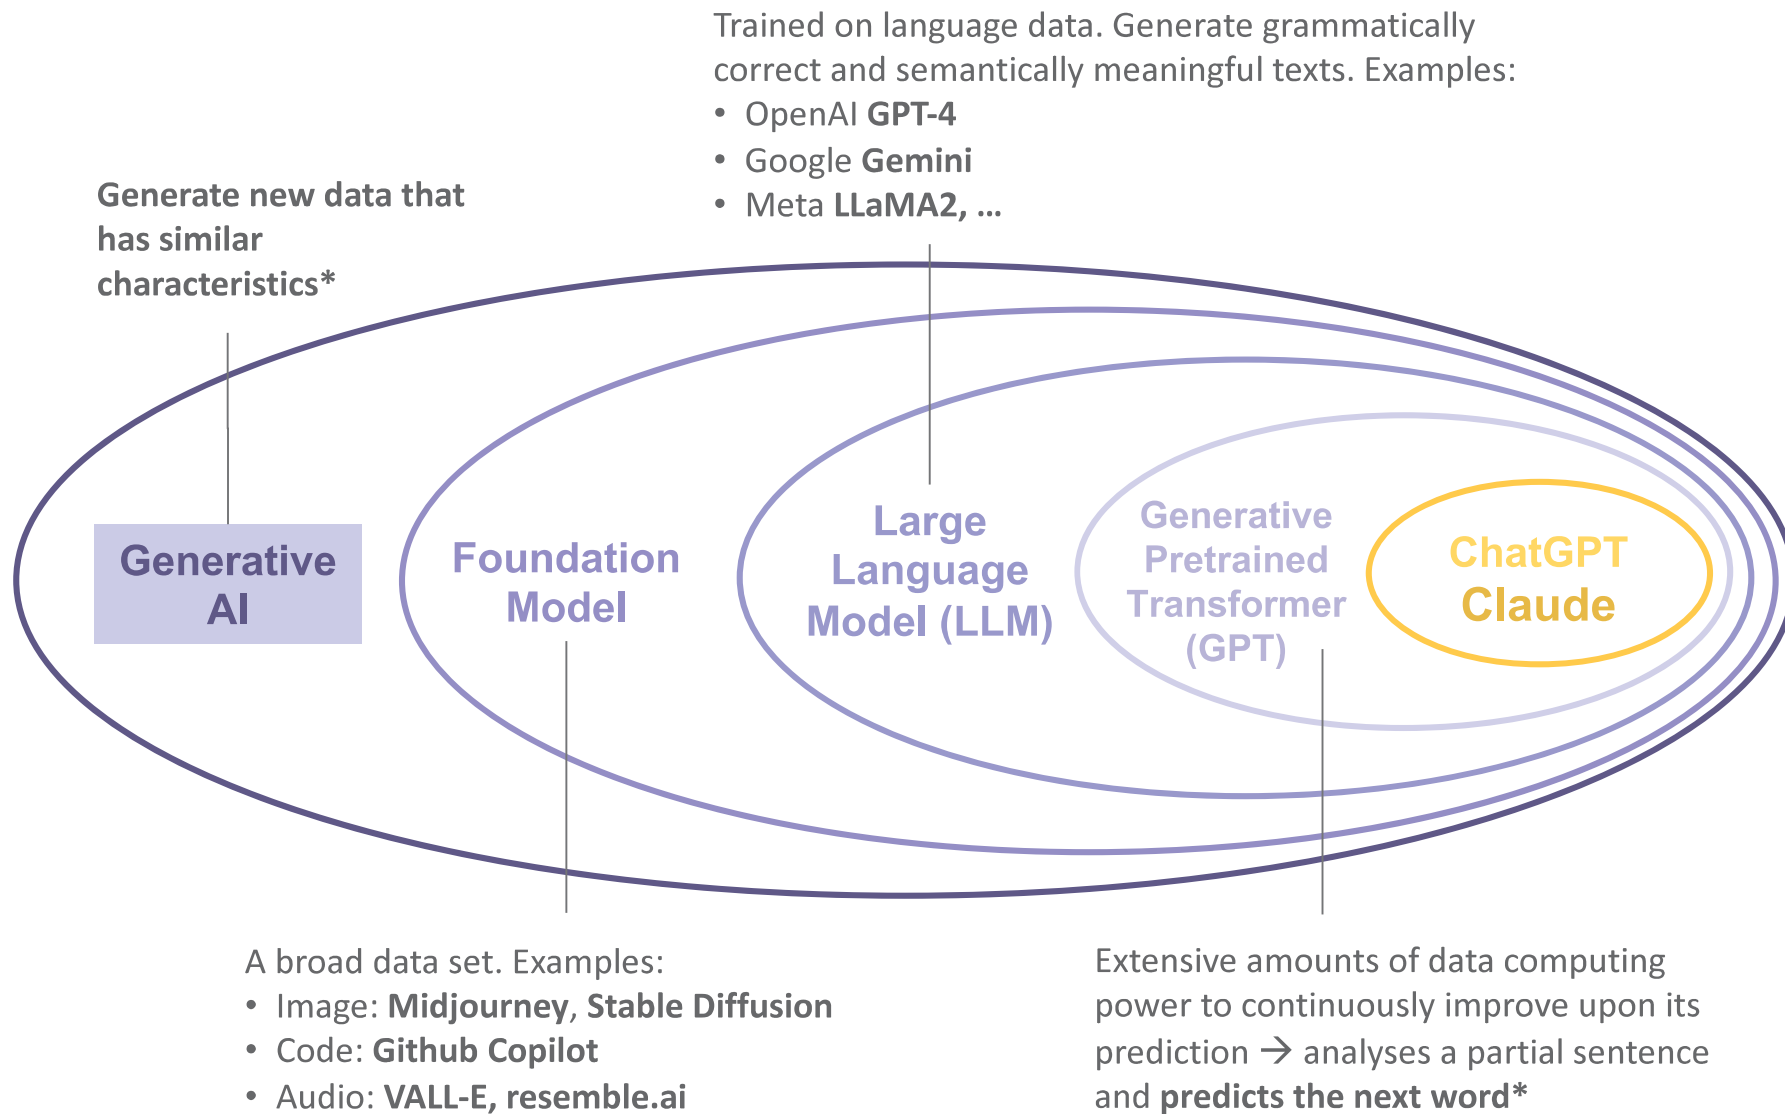 Trained on language data. Generate grammatically
correct and semantically meaningful texts. Examples:
• OpenAI GPT-4
• Google Gemini
• Meta LLaMA2, ...
Generate new data that
has similar
characteristics*
Generative
AI
Foundation
Model
Large
Language
Model (LLM)
Generative
Pretrained
Transformer
(GPT)
ChatGPT
Claude
A broad data set. Examples:
• Image: Midjourney, Stable Diffusion
• Code: Github Copilot
• Audio: VALL-E, resemble.ai
Extensive amounts of data computing
power to continuously improve upon its
prediction → analyses a partial sentence
and predicts the next word*